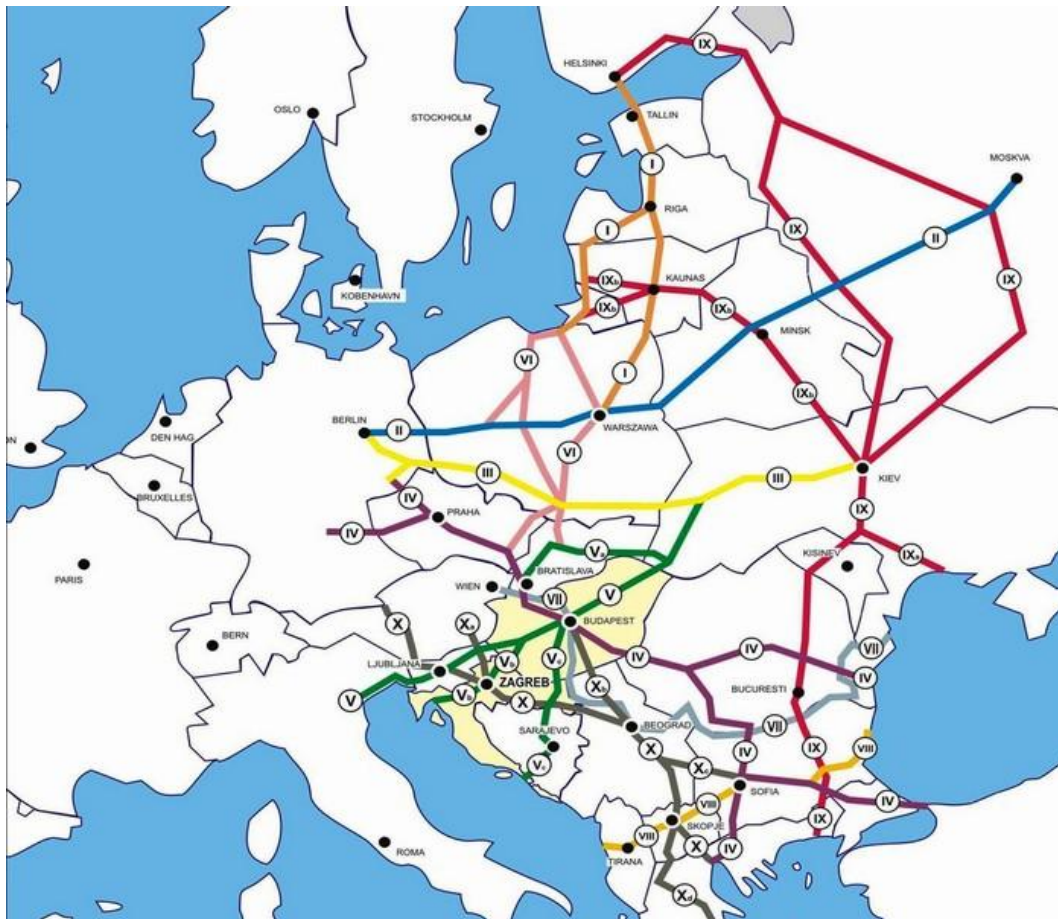 IX
HELSINKI
OSLO
TALLIN
STOCKHOLM
MOSKVA
I
RIGA
I
IX
II
IX
KAUNAS
IXb
KOBENHAVN
IXb
IXb
MINSK
VI
I
IXb
BERLIN
II
WARSZAWA
DEN HAG
ON
VI
III
III
KIEV
BRUXELLES
IV
IX
PRAHA
IV
KISINEV
IXa
Va
PARIS
BRATISLAVA
WIEN
VII
V
X
Xa
BUDAPEST
BERN
VII
IV
IV
Vb
Vc
LJUBLJANA
IV
ZAGREB
Xb
BUCURESTI
V
Vb
X
BEOGRAD
VII
SARAJEVO
X
IV
IX
VIII
Vc
Xc
SOFIA
IV
VIII
IX
SKOPJE
VIII
X
IV
ROMA
TIRANA
Xd